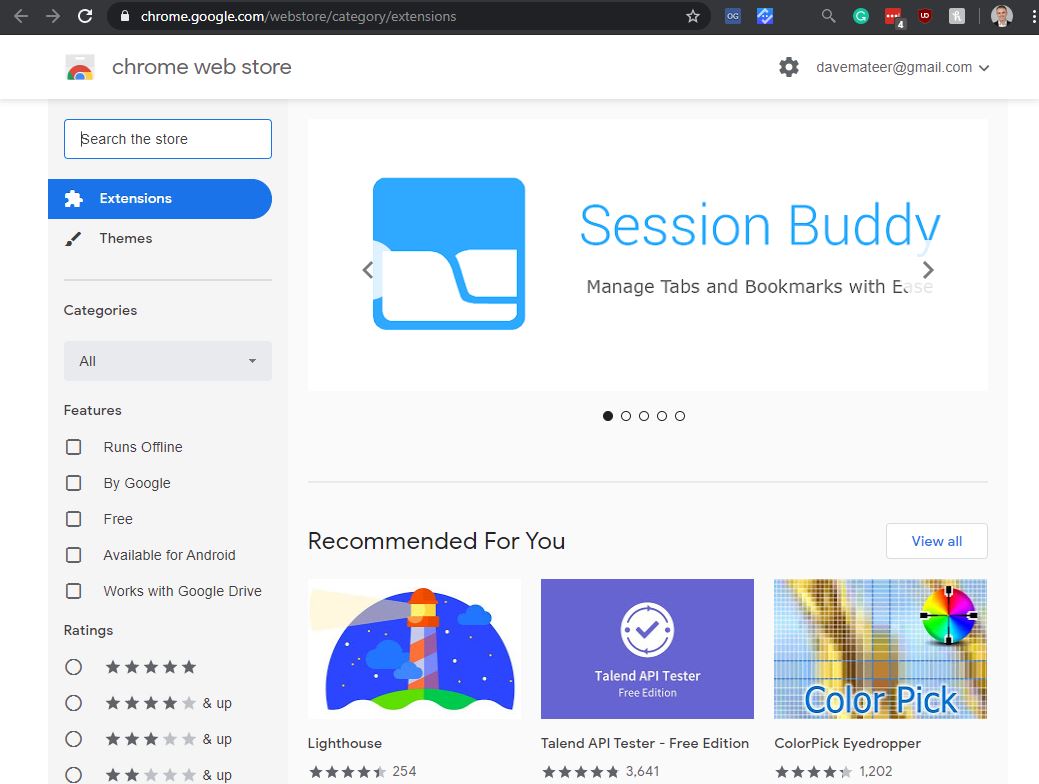 chrome.google.com/webstore/category/extensions
OG
4
UD
chrome web store
davemateer@gmail.com
Search the store
Extensions
Themes
Categories
All
Features
Runs Offline
By Google
Free
Available for Android
Works with Google Drive
Ratings
& up
& up
& up
Session Buddy
Manage Tabs and Bookmarks with Ease
Recommended For You
View all
Talend API Tester
Free Edition
Color Pick
Lighthouse
254
Talend API Tester - Free Edition
3,641
ColorPick Eyedropper
1,202